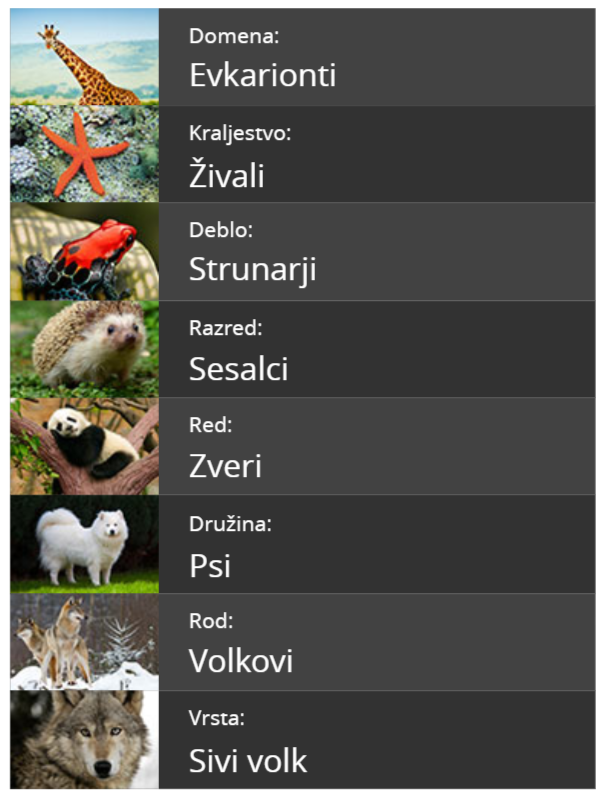 Domena:
Evkarionti
Kraljestvo:
Živali
Deblo:
Strunarji
Razred:
Sesalci
Red:
Zveri
Družina:
Psi
Rod:
Volkovi
Vrsta:
Sivi volk